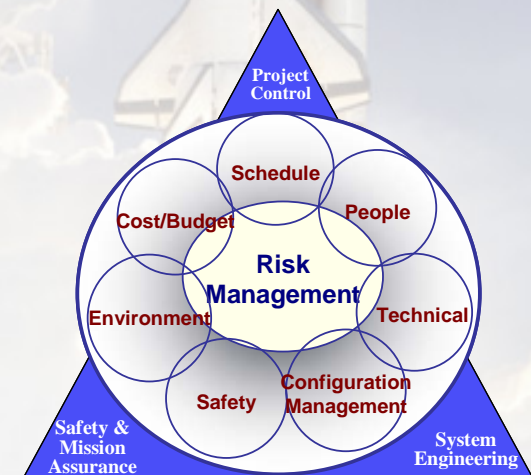 Project
Control
Schedule
Cost/Budget
People
Risk
Management
Environment
Technical
Safety
Configuration
Management
Safety &
Mission
Assurance
System
Engineering